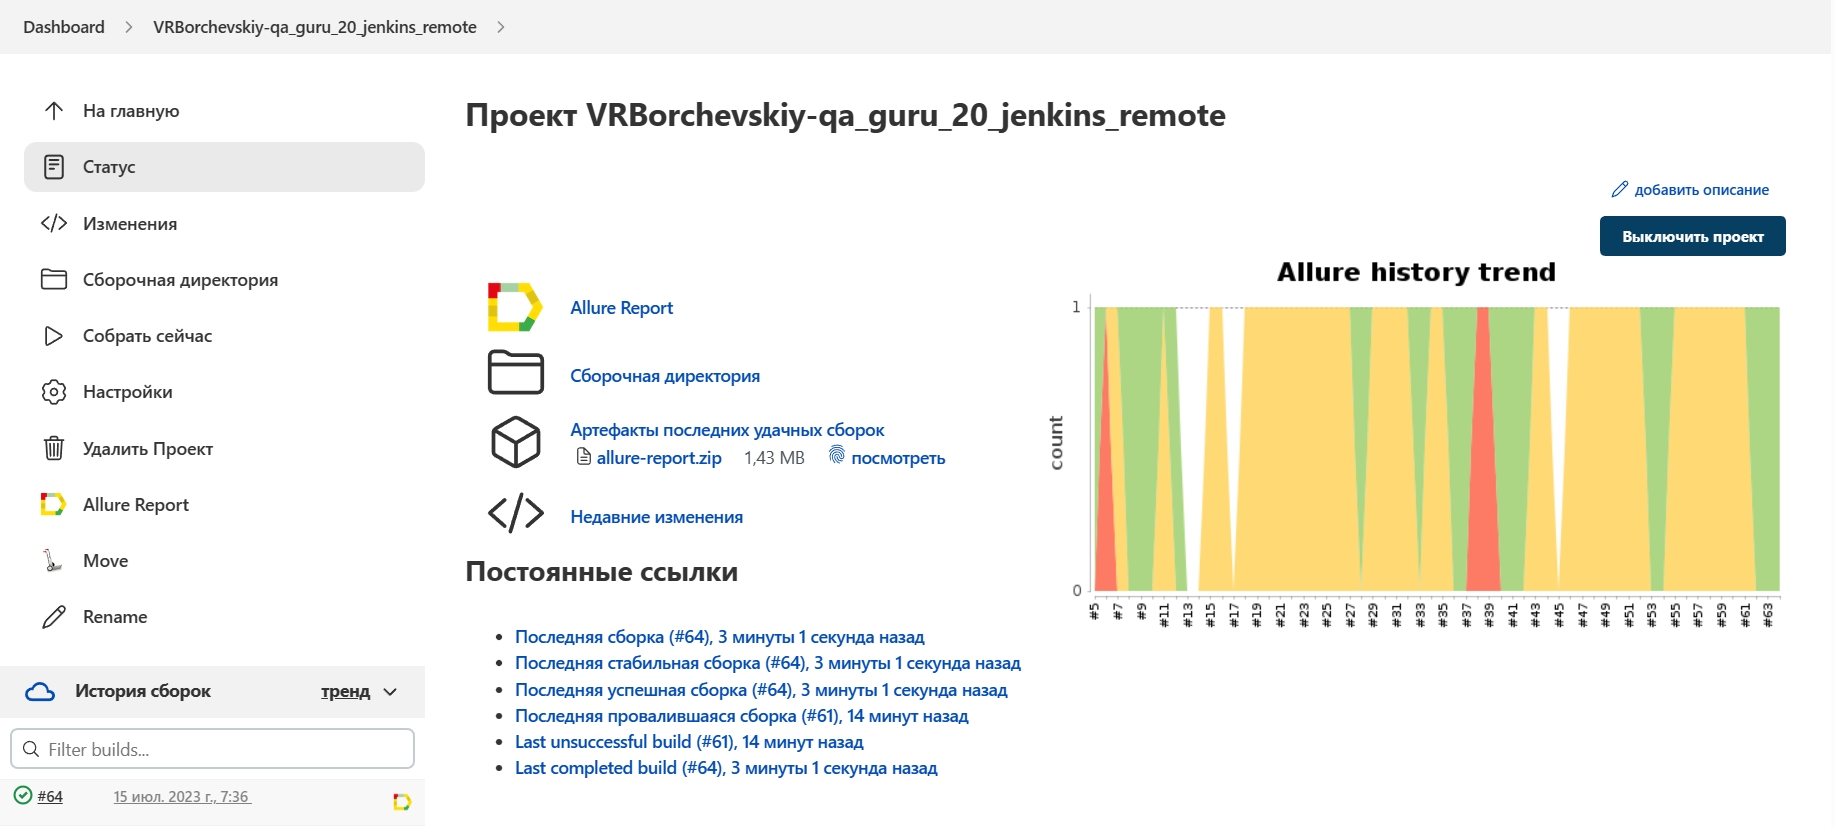 Dashboard
VRBorchevskiy-qa_guru_20_jenkins_remote
На главную
Статус
Изменения
Сборочная директория
Собрать сейчас
Настройки
Удалить Проект
Allure Report
Move
Rename
История сборок
тренд
Filter builds...
#64
15 июл. 2023 г., 7:36
Проект VRBorchevskiy-qa_guru_20_jenkins_remote
добавить описание
Выключить проект
Allure Report
Сборочная директория
Артефакты последних удачных сборок
allure-report.zip 1,43 MB посмотреть
Недавние изменения
Allure history trend
1
count
0
#5 #7 #9 #11 #13 #15 #17 #19 #21 #23 #25 #27 #29 #31 #33 #35 #37 #39 #41 #43 #45 #47 #49 #51 #53 #55 #57 #59 #61 #63
Постоянные ссылки
Последняя сборка (#64), 3 минуты 1 секунда назад
Последняя стабильная сборка (#64), 3 минуты 1 секунда назад
Последняя успешная сборка (#64), 3 минуты 1 секунда назад
Последняя провалившаяся сборка (#61), 14 минут назад
Last unsuccessful build (#61), 14 минут назад
Last completed build (#64), 3 минуты 1 секунда назад